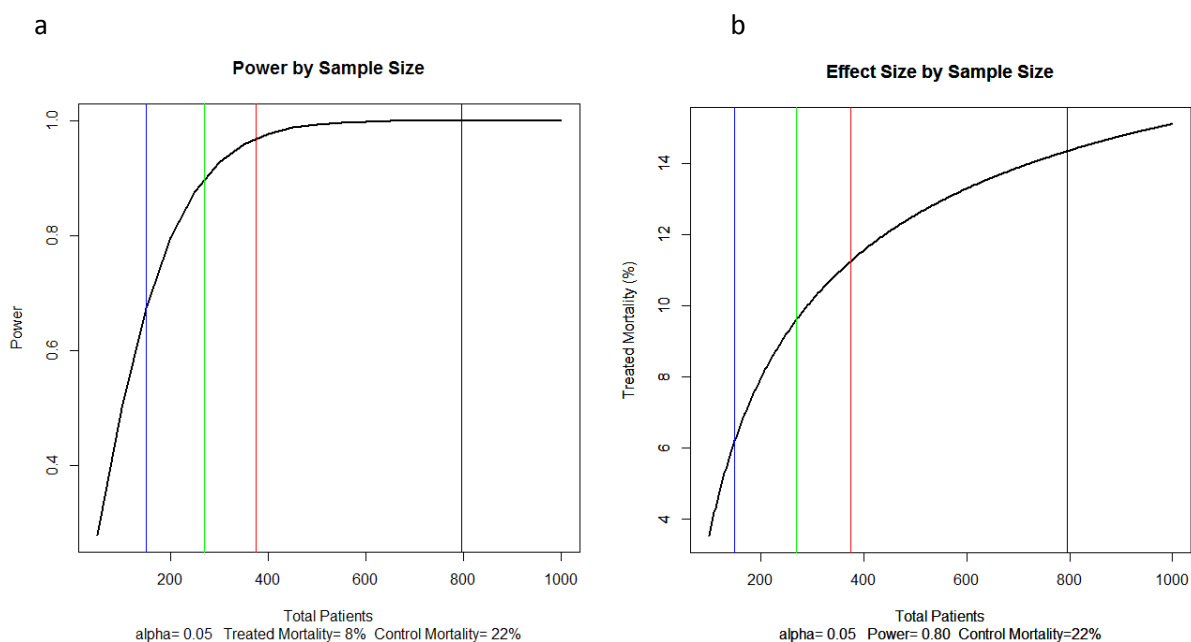 a
Power by Sample Size
Power
1.0
0.8
0.6
0.4
200 400 600 800 1000
Total Patients
alpha= 0.05 Treated Mortality= 8% Control Mortality= 22%
b
Effect Size by Sample Size
Treated Mortality (%)
14
12
10
8
6
4
200 400 600 800 1000
Total Patients
alpha= 0.05 Power= 0.80 Control Mortality=22%